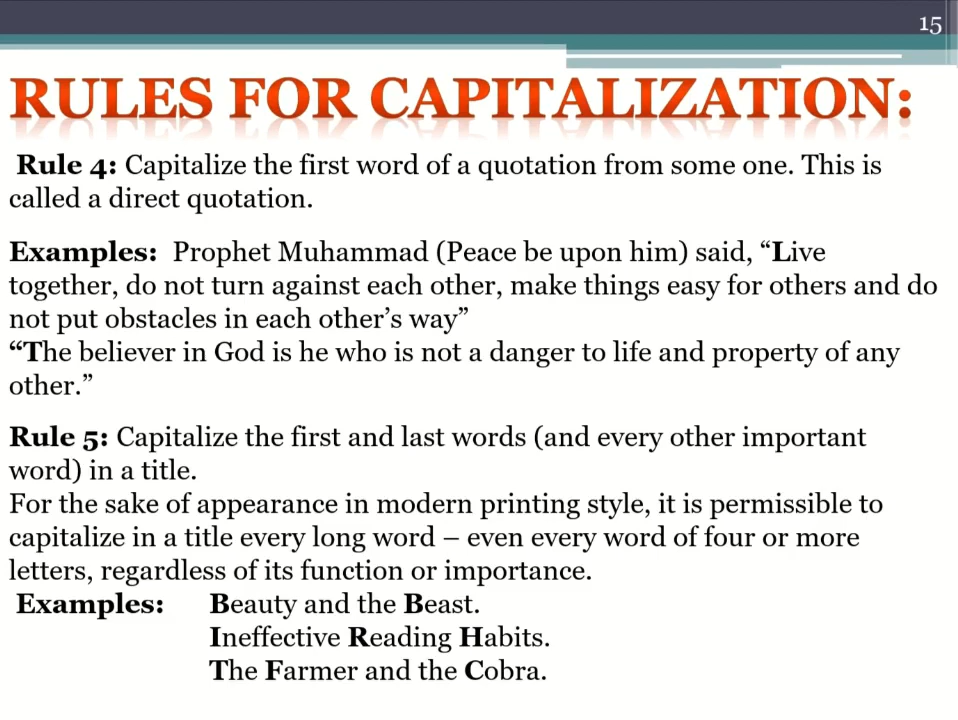 15
RULES FOR CAPITALIZATION:
Rule 4: Capitalize the first word of a quotation from some one. This is
called a direct quotation.
Examples: Prophet Muhammad (Peace be upon him) said, “Live
together, do not turn against each other, make things easy for others and do
not put obstacles in each other’s way”
“The believer in God is he who is not a danger to life and property of any
other.”
Rule 5: Capitalize the first and last words (and every other important
word) in a title.
For the sake of appearance in modern printing style, it is permissible to
capitalize in a title every long word – even every word of four or more
letters, regardless of its function or importance.
Examples: Beauty and the Beast.
Ineffective Reading Habits.
The Farmer and the Cobra.